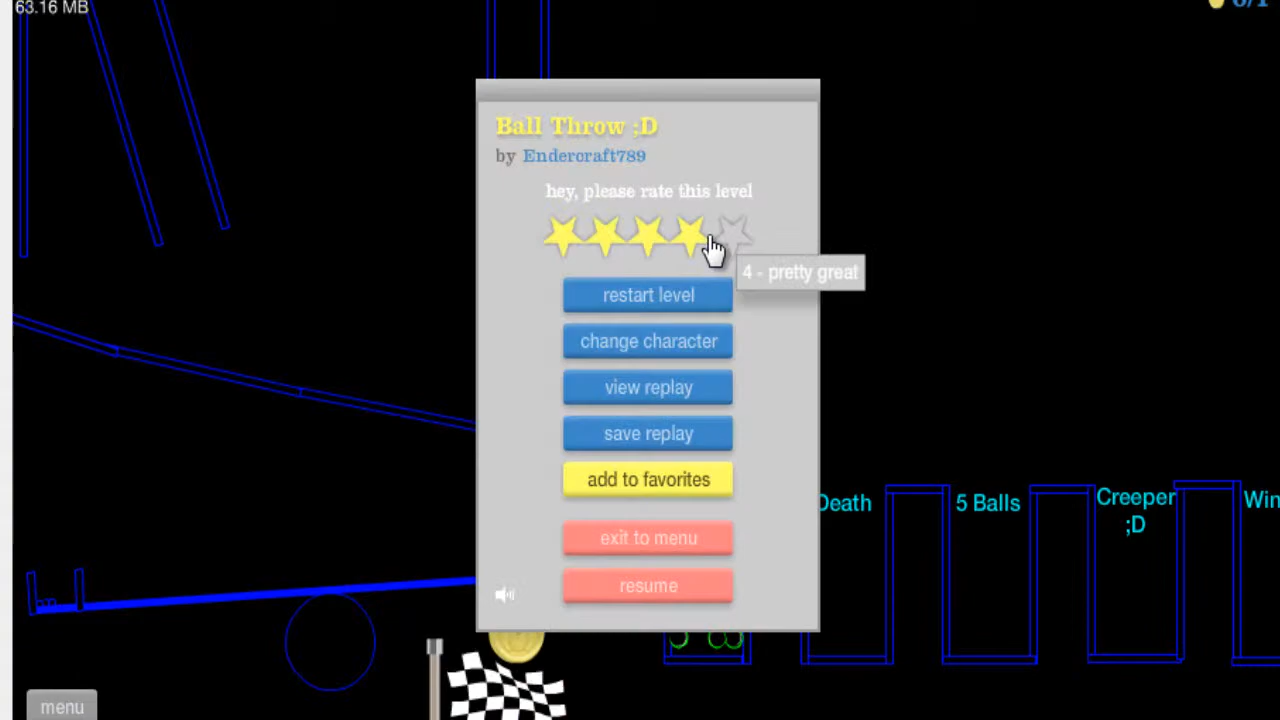 63.16 MB
Ball Throw ;D
by Endercraft789
hey, please rate this level
4 - pretty great
restart level
change character
view replay
save replay
add to favorites
exit to menu
resume
Death
5 Balls
Creeper
;D
Win
menu